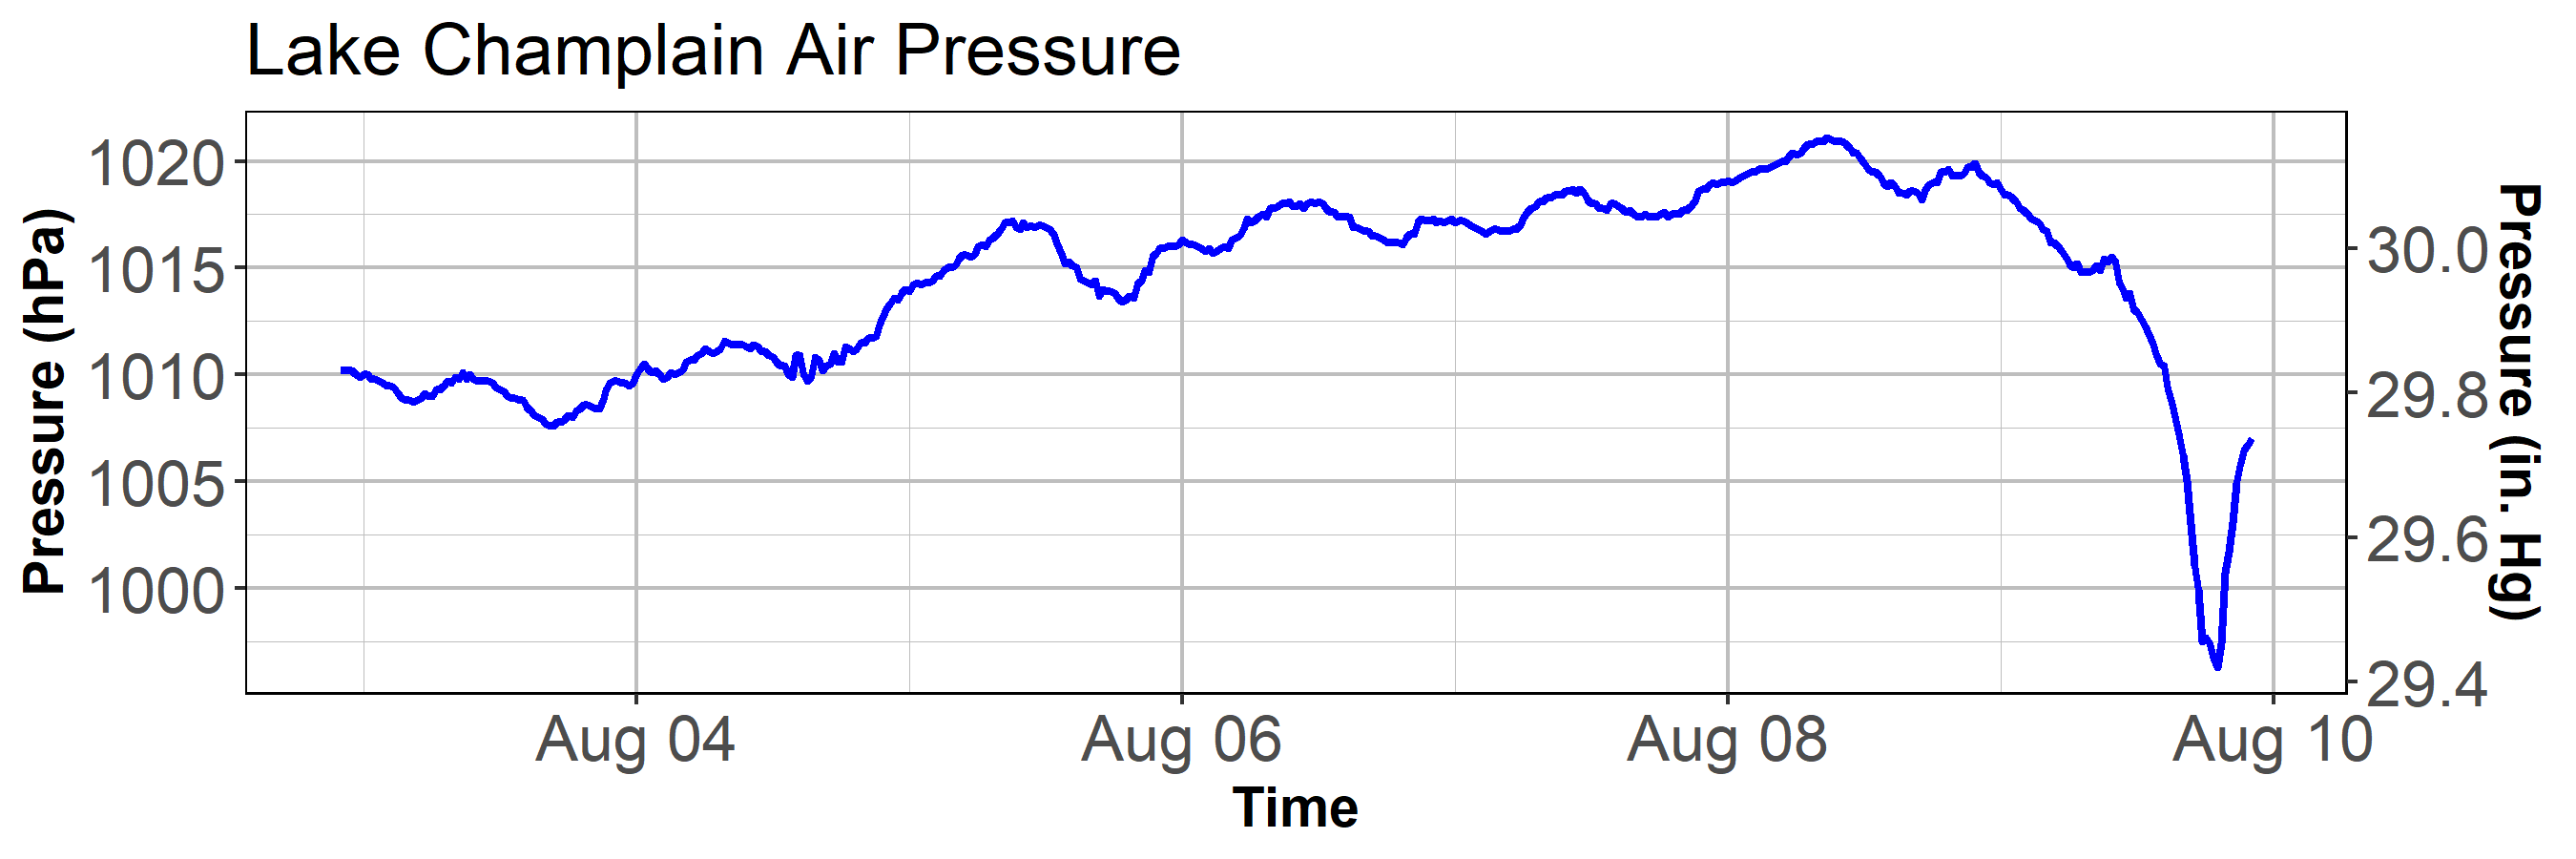 Lake Champlain Air Pressure
Pressure (hPa)
1020
1015
1010
1005
1000
30.0
29.8
29.6
29.4
Pressure (in. Hg)
Aug 04
Aug 06
Aug 08
Aug 10
Time